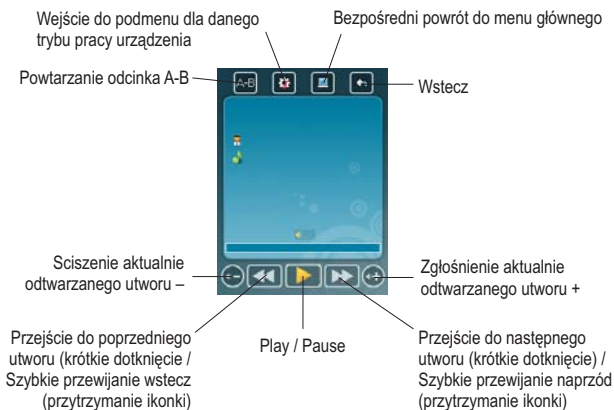 Wejście do podmenu dla danego
trybu pracy urządzenia
Bezpośredni powrót do menu głównego
Powtarzanie odcinka A-B
A-B
Wstecz
Sciszenie aktualnie
odtwarzanego utworu –
Zgłośnienie aktualnie
odtwarzanego utworu +
Przejście do poprzedniego
utworu (krótkie dotknięcie /
Szybkie przewijanie wstecz
(przytrzymanie ikonki)
Play / Pause
Przejście do następnego
utworu (krótkie dotknięcie) /
Szybkie przewijanie naprzód
(przytrzymanie ikonki)